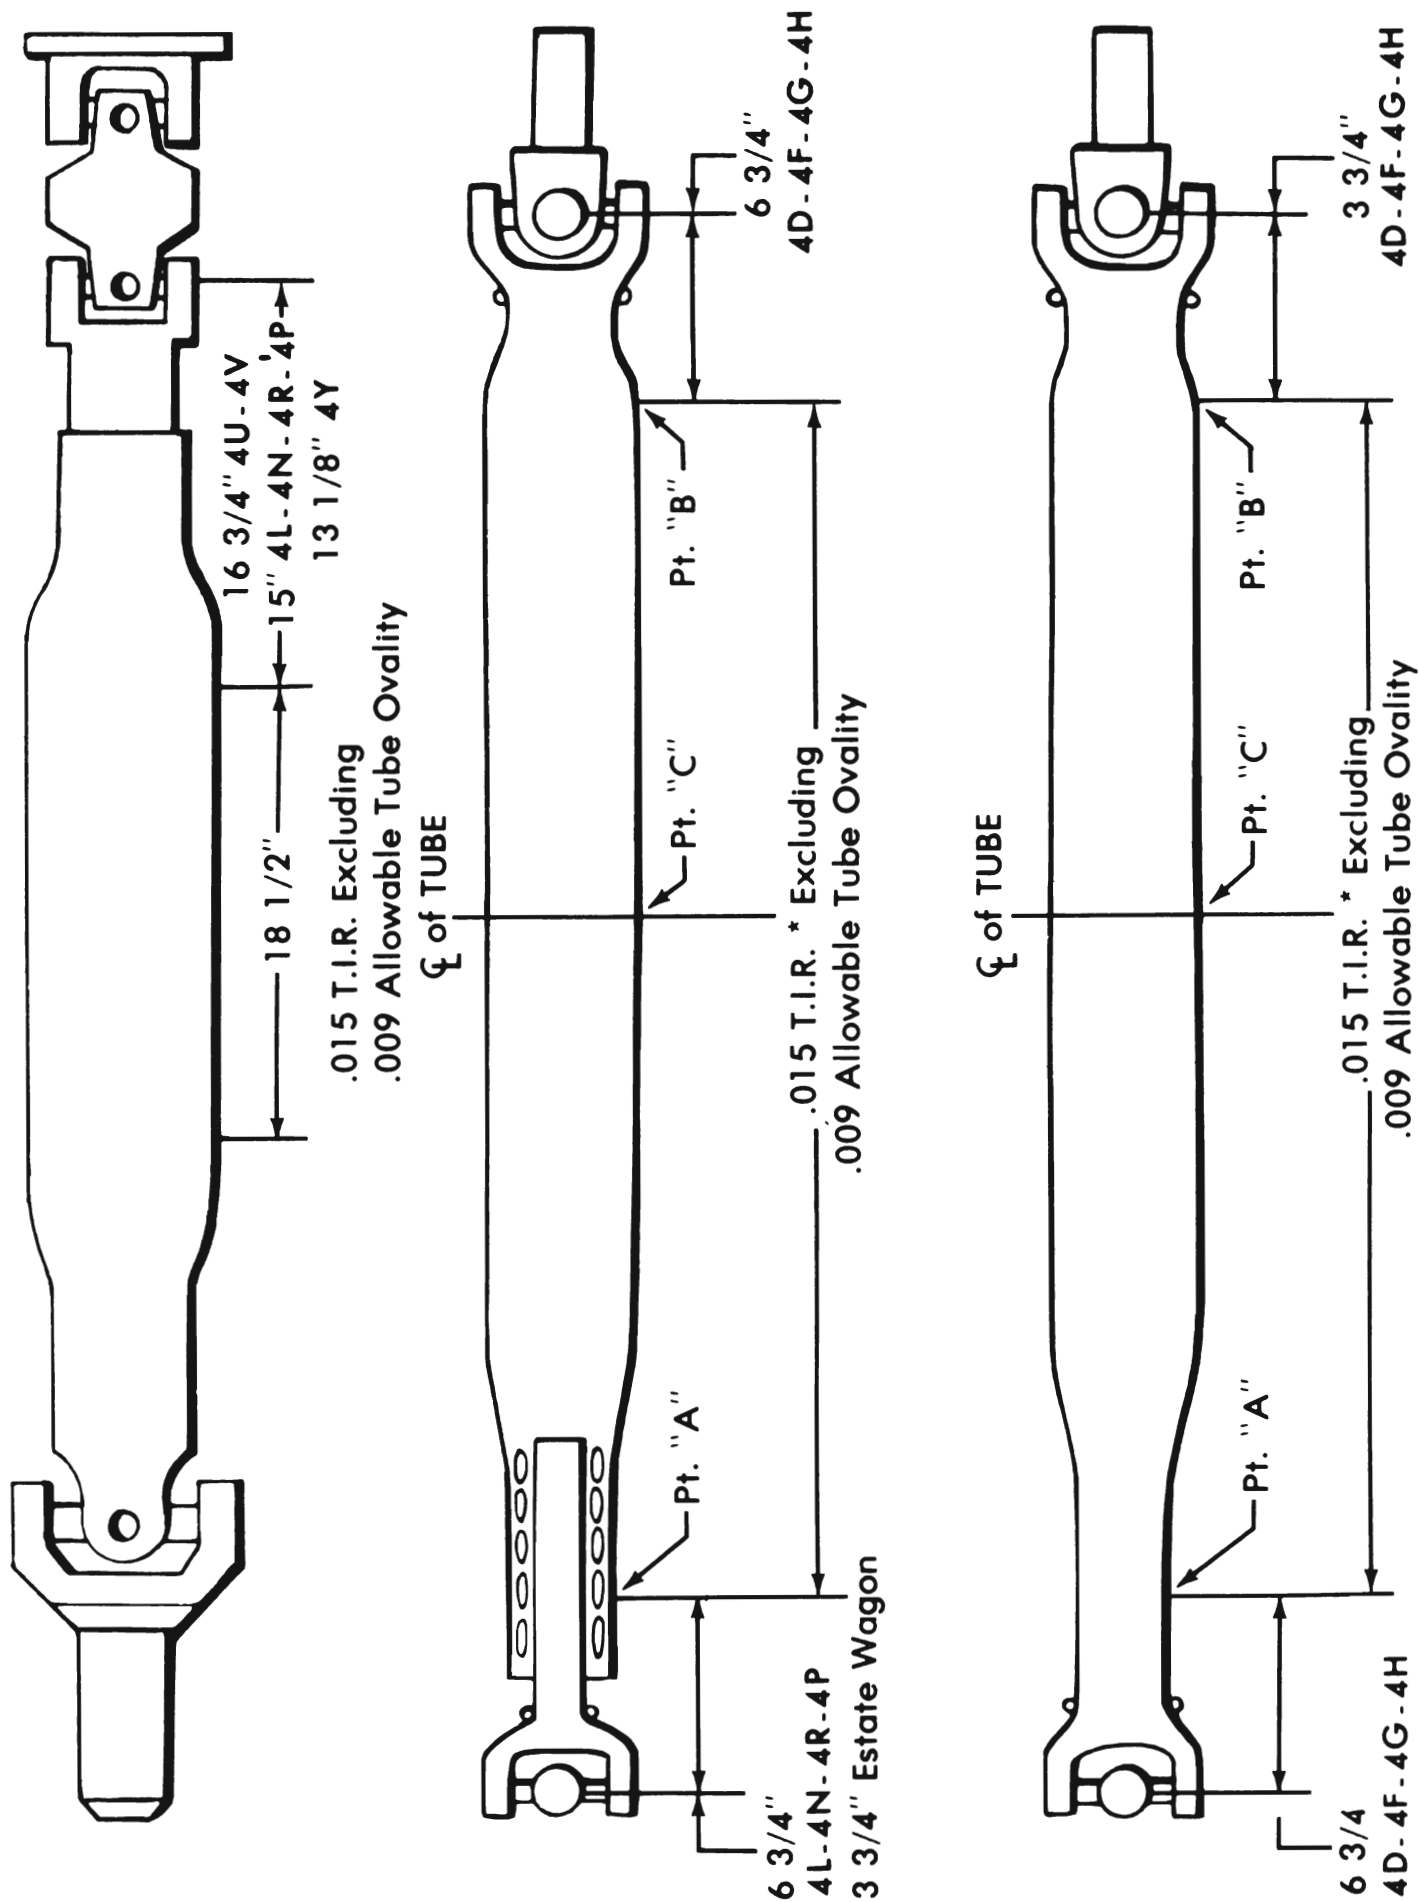 16 3/4" 4U-4V
15" 4L-4N-4R-4P
13 1/8" 4Y
18 1/2"
.015 T.I.R. Excluding
.009 Allowable Tube Ovality
℄ of TUBE
6 3/4"
4D-4F-4G-4H
Pt. "B"
Pt. "C"
.015 T.I.R. * Excluding
.009 Allowable Tube Ovality
Pt. "A"
6 3/4"
4L-4N-4R-4P
3 3/4" Estate Wagon
℄ of TUBE
3 3/4"
4D-4F-4G-4H
Pt. "B"
Pt. "C"
.015 T.I.R. * Excluding
.009 Allowable Tube Ovality
Pt. "A"
6 3/4
4D-4F-4G-4H